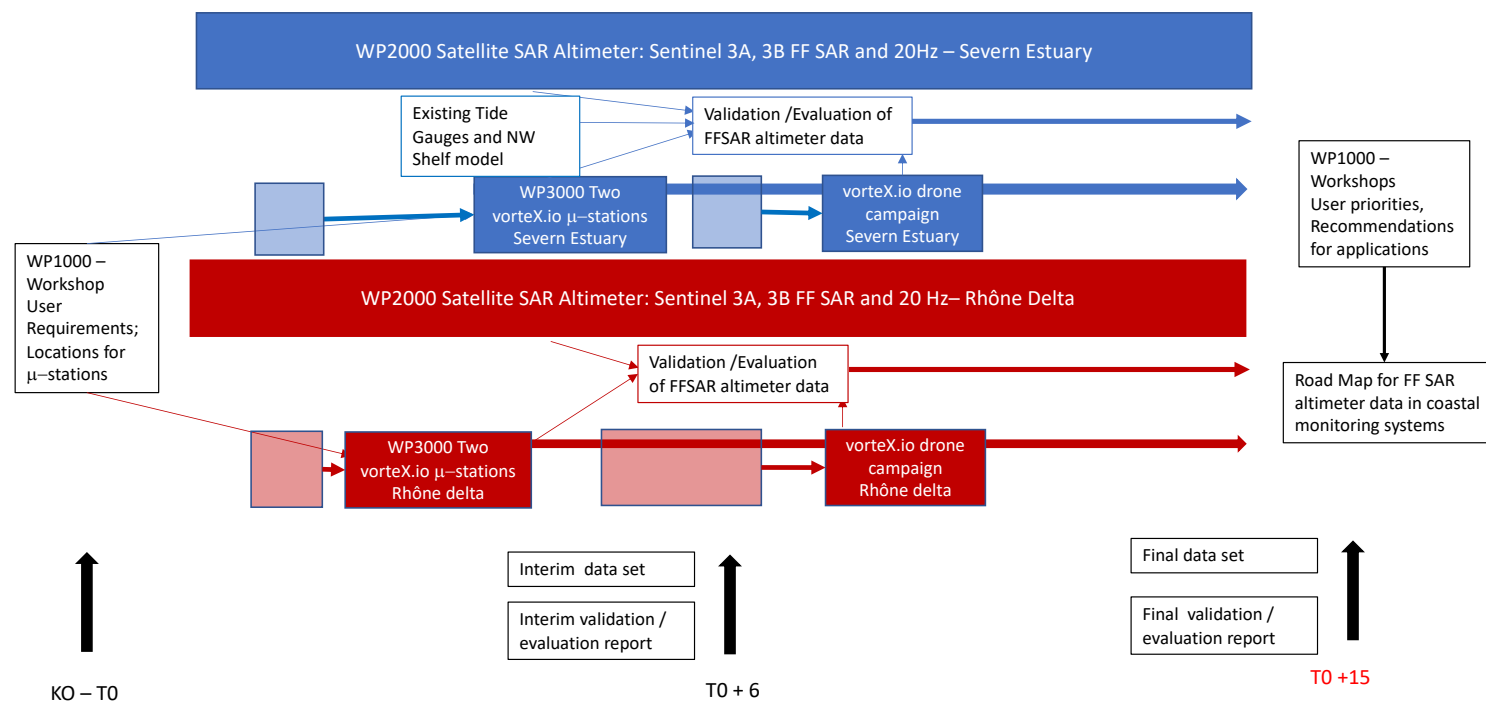 WP2000 Satellite SAR Altimeter: Sentinel 3A, 3B FF SAR and 20Hz – Severn Estuary
Existing Tide
Gauges and NW
Shelf model
Validation /Evaluation of
FFSAR altimeter data
WP3000 Two
vorteX.io μ−stations
Severn Estuary
vorteX.io drone
campaign
Severn Estuary
WP1000 –
Workshop
User
Requirements;
Locations for
μ−stations
WP1000 –
Workshops
User priorities,
Recommendations
for applications
WP2000 Satellite SAR Altimeter: Sentinel 3A, 3B FF SAR and 20 Hz– Rhône Delta
Validation /Evaluation
of FFSAR altimeter data
Road Map for FF SAR
altimeter data in coastal
monitoring systems
WP3000 Two
vorteX.io μ−stations
Rhône delta
vorteX.io drone
campaign
Rhône delta
Interim data set
Interim validation /
evaluation report
Final data set
Final validation /
evaluation report
KO – T0
T0 + 6
T0 +15